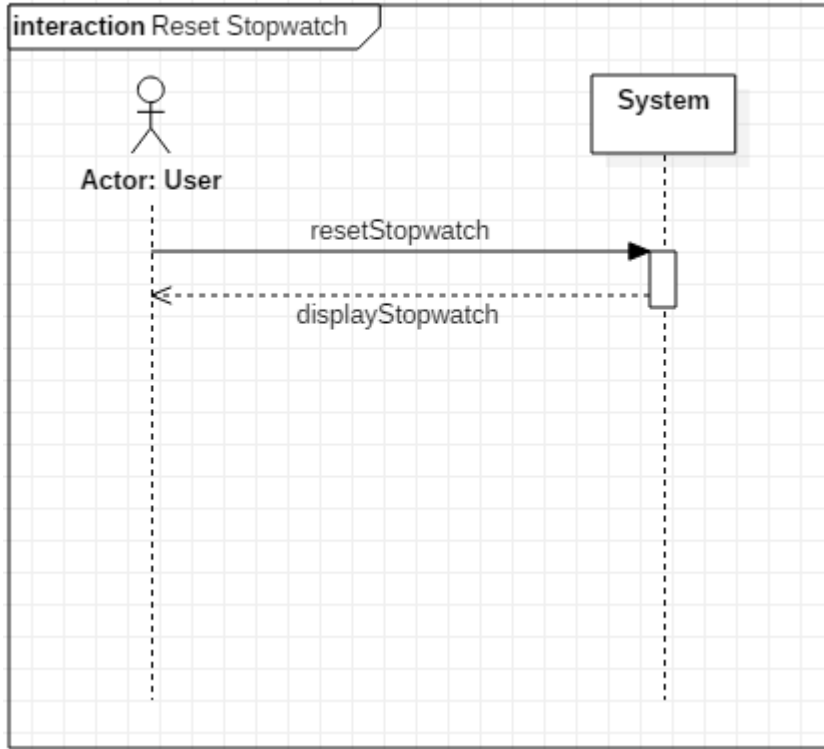 interaction Reset Stopwatch
System
Actor: User
resetStopwatch
displayStopwatch